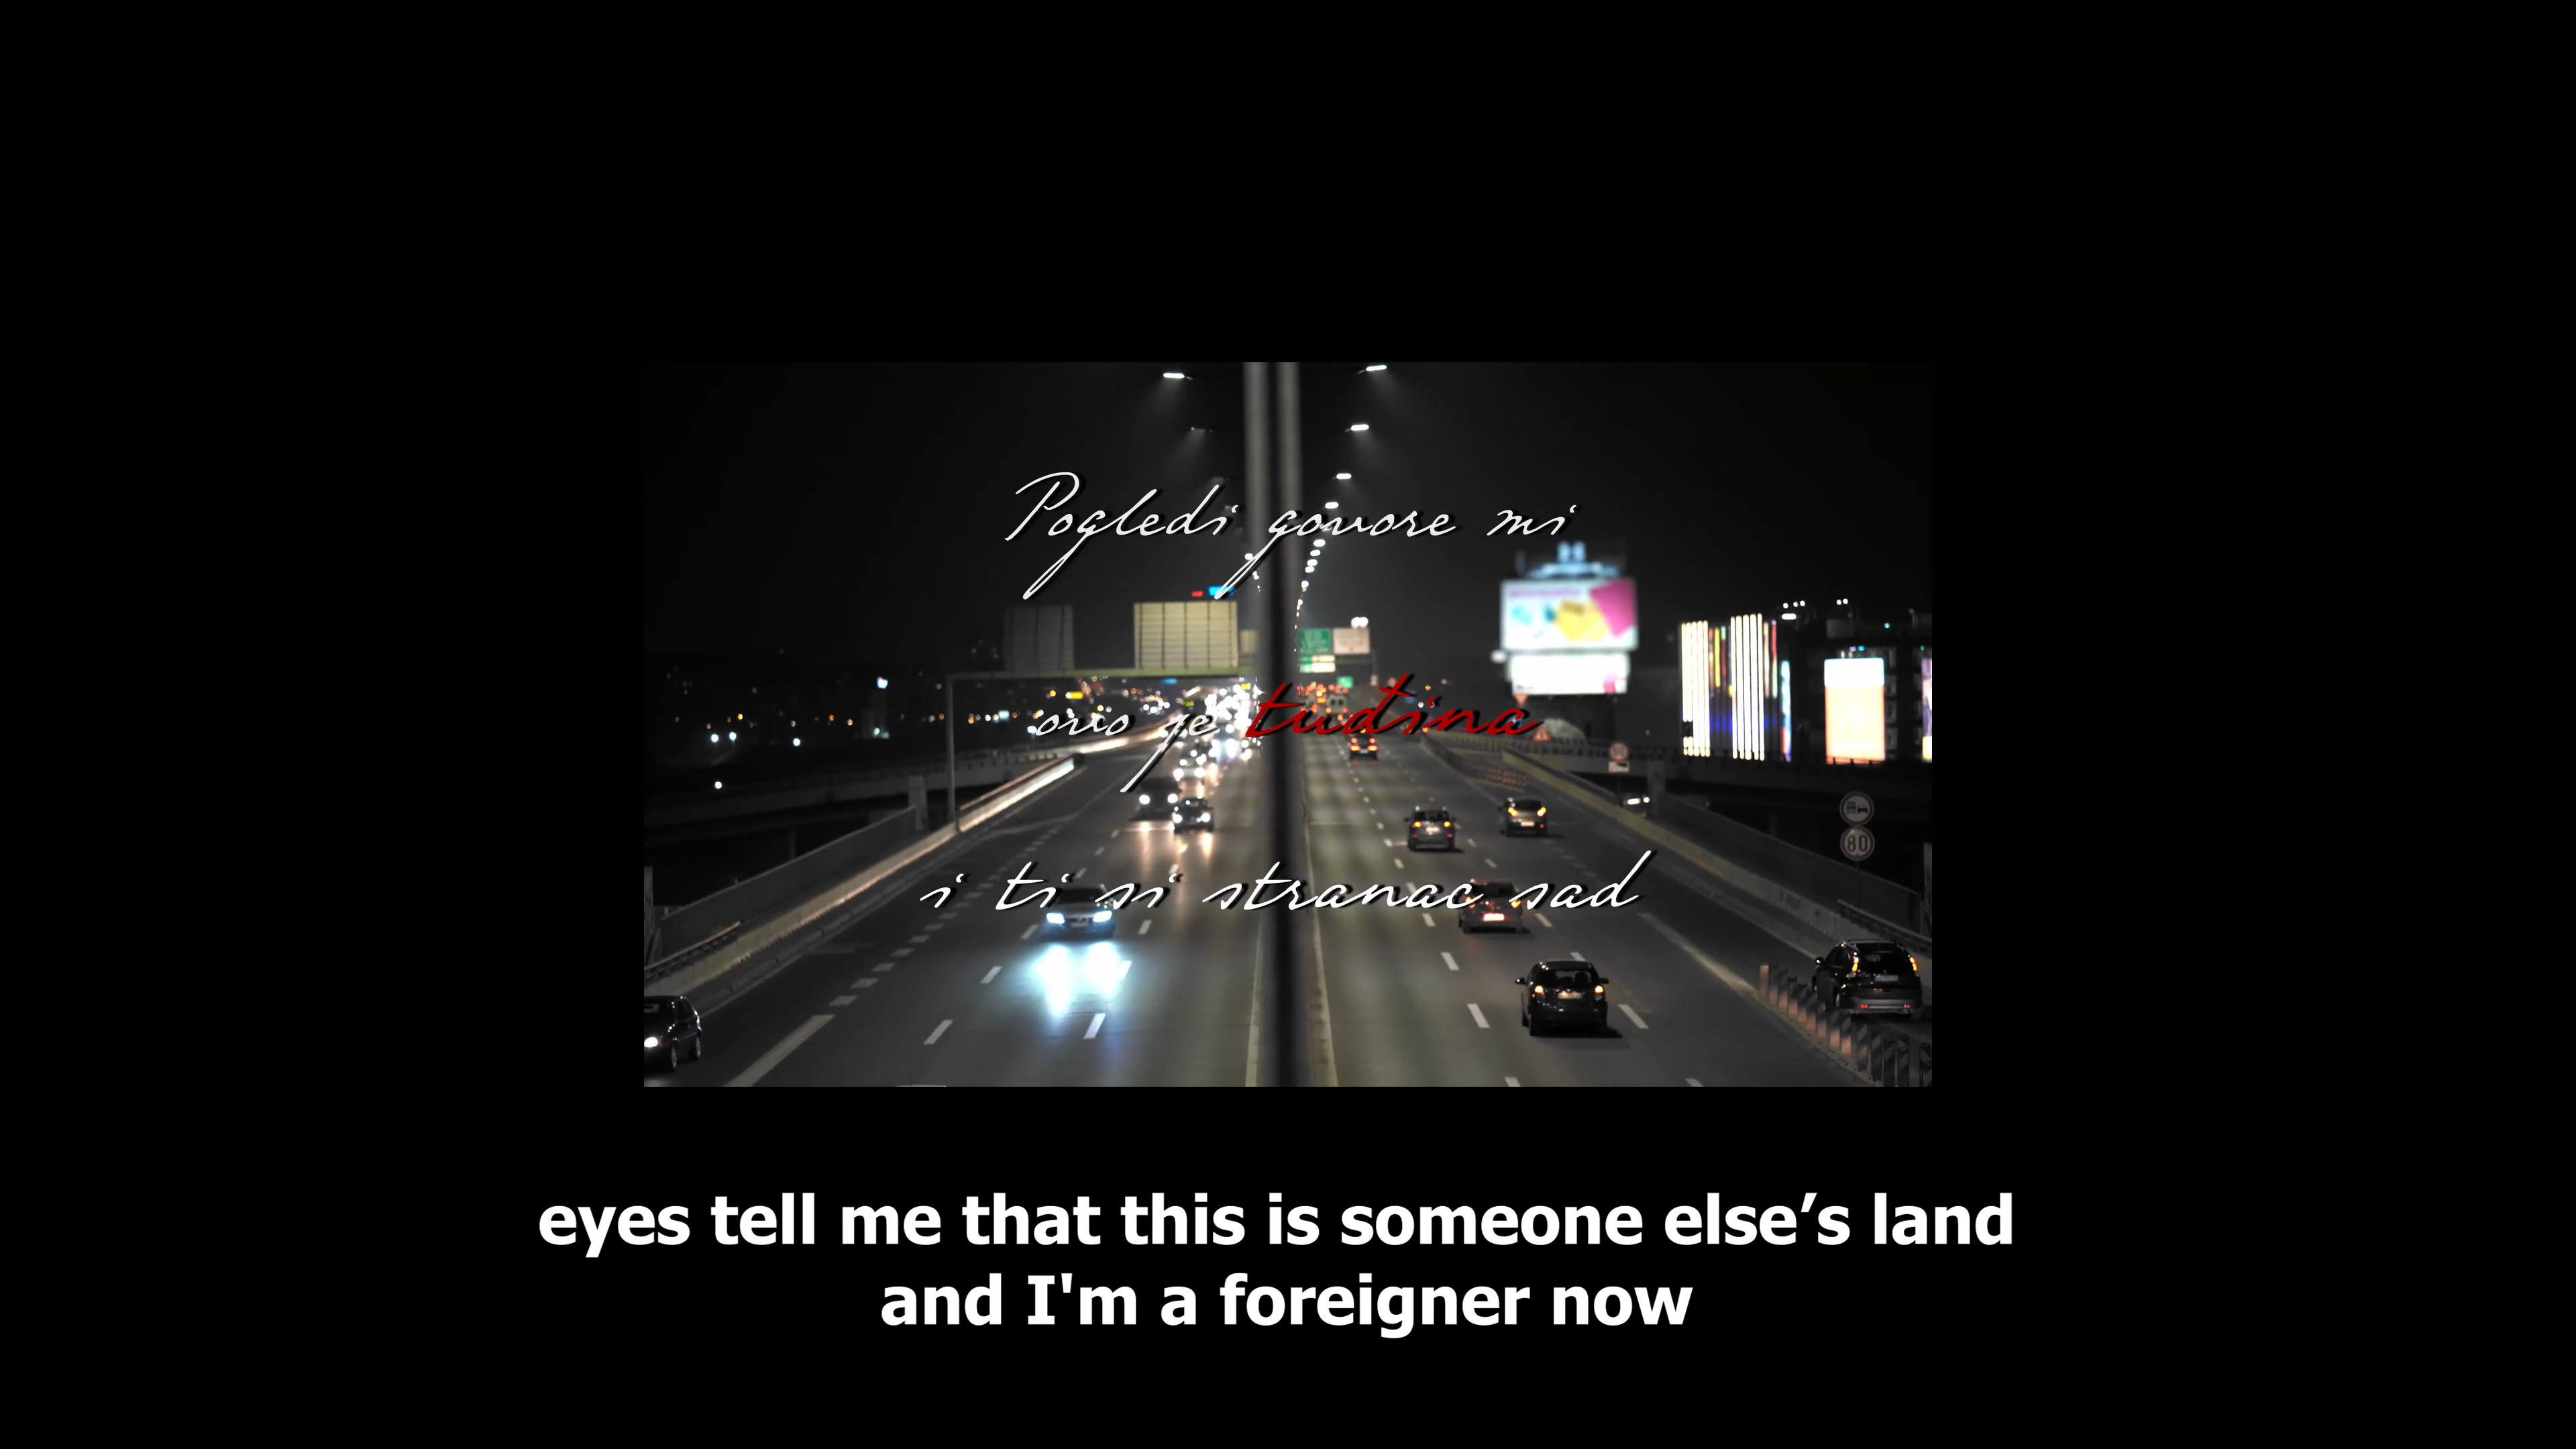 Pogledi govore mi
ovo je tuđina
i ti si stranac sad
80
eyes tell me that this is someone else’s land
and I'm a foreigner now